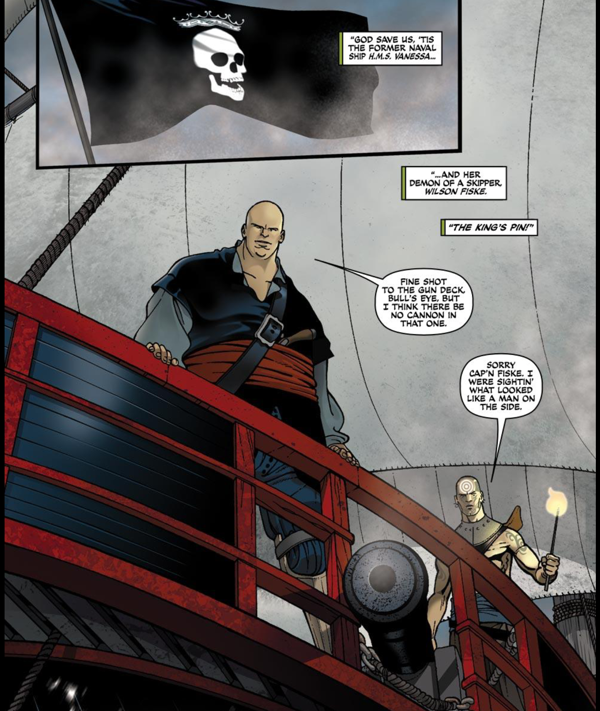 "GOD SAVE US, 'TIS
THE FORMER NAVAL
SHIP H.M.S. VANESSA...
"...AND HER
DEMON OF A SKIPPER,
WILSON FISKE.
"THE KING'S PIN!"
FINE SHOT
TO THE GUN DECK,
BULL'S EYE, BUT
I THINK THERE BE
NO CANNON IN
THAT ONE.
SORRY
CAP'N FISKE. I
WERE SIGHTIN'
WHAT LOOKED
LIKE A MAN ON
THE SIDE.